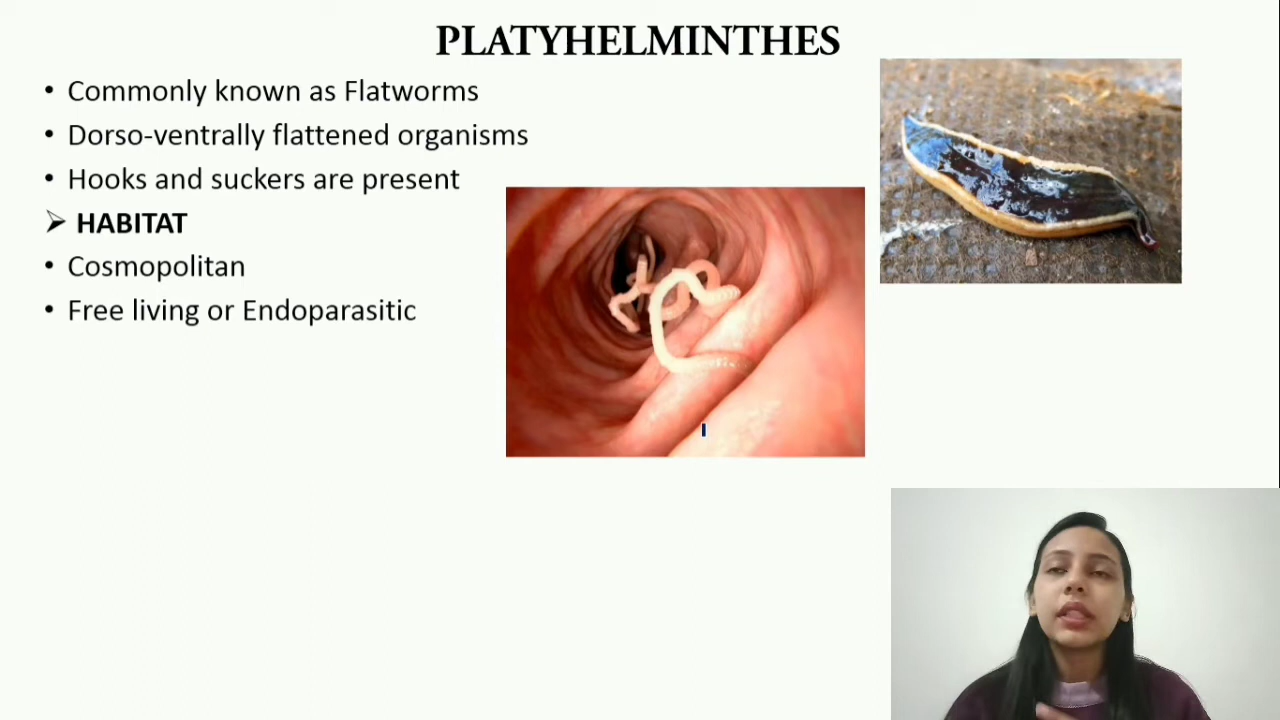 PLATYHELMINTHES
• Commonly known as Flatworms
• Dorso-ventrally flattened organisms
• Hooks and suckers are present
➢ HABITAT
• Cosmopolitan
• Free living or Endoparasitic